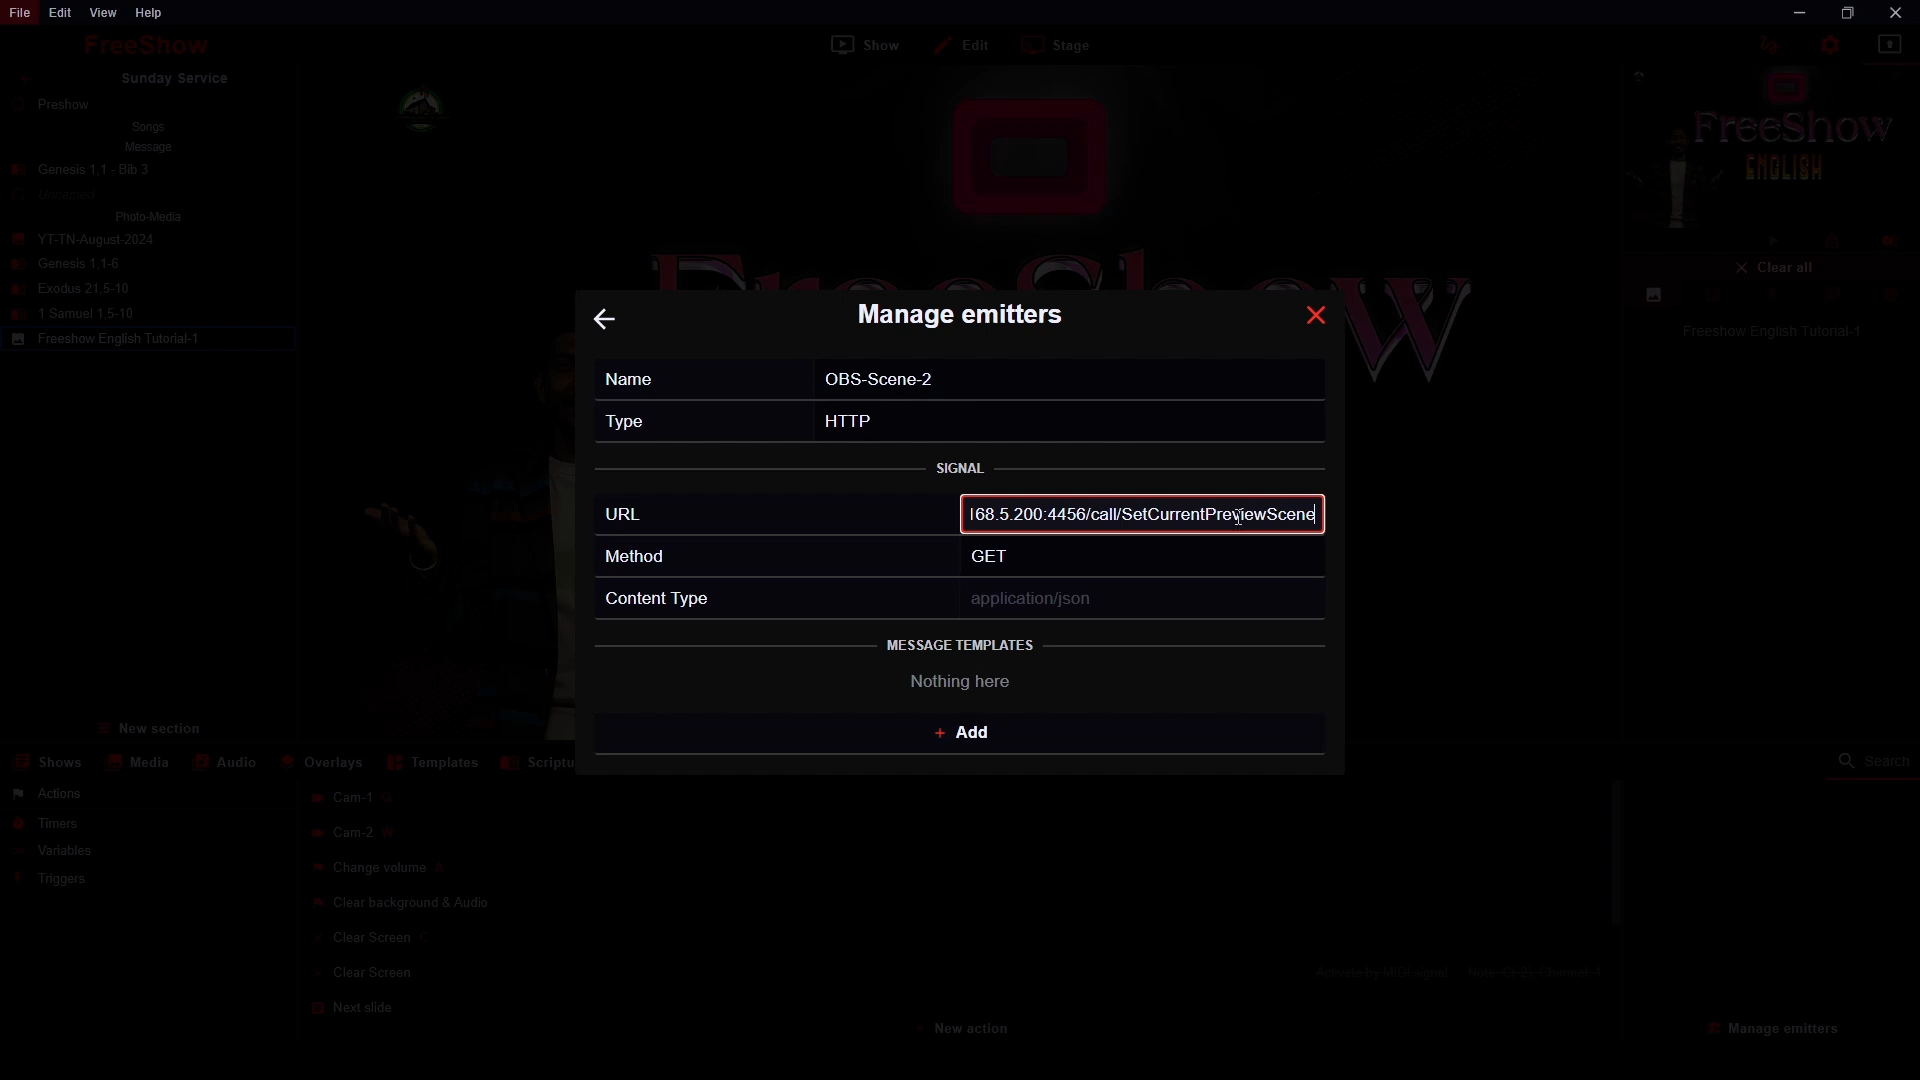 File Edit View Help
FreeShow
Show Edit Stage
Sunday Service
Preshow
Songs
Message
Genesis 1,1 - Bib 3
Unnamed
Photo-Media
YT-TN-August-2024
Genesis 1,1-6
Exodus 21,5-10
1 Samuel 1,5-10
Freeshow English Tutorial-1
New section
FreeShow
FreeShow
ENGLISH
Clear all
Freeshow English Tutorial-1
Manage emitters
Name OBS-Scene-2
Type HTTP
SIGNAL
URL 168.5.200:4456/call/SetCurrentPreviewScene
Method GET
Content Type application/json
MESSAGE TEMPLATES
Nothing here
+ Add
Shows Media Audio Overlays Templates Scriptu
Search
Actions
Timers
Variables
Triggers
Cam-1
Cam-2 W
Change volume
Clear background & Audio
Clear Screen
Clear Screen
Activate by MIDI signal
Next slide
New action
Manage emitters